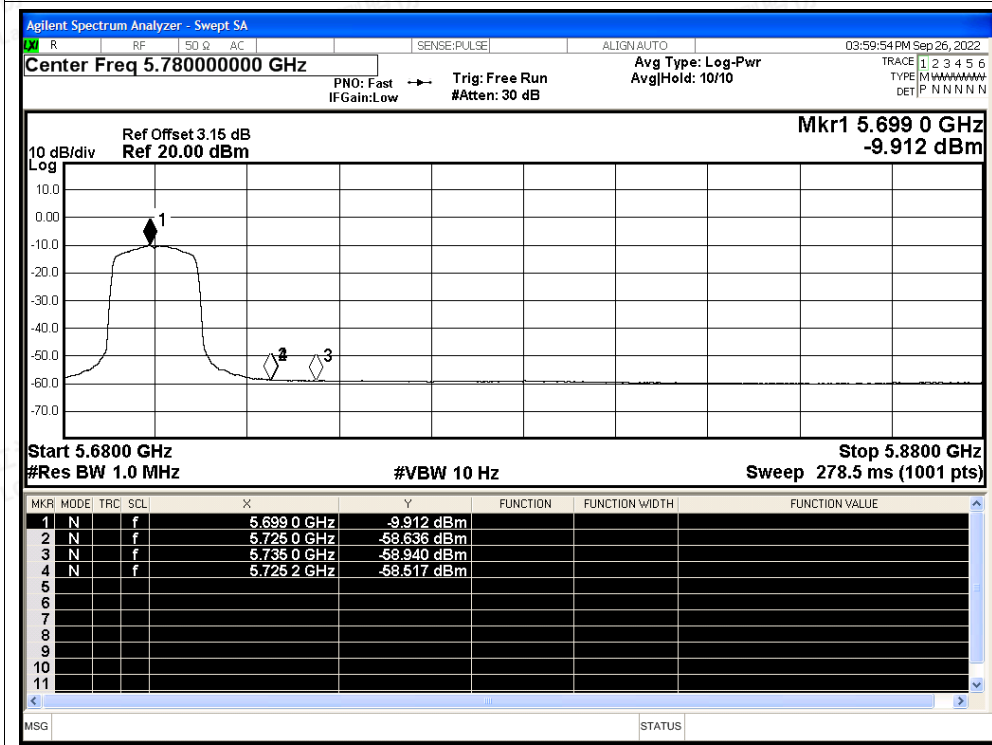 Agilent Spectrum Analyzer - Swept SA
LXI R RF 50 Ω AC SENSE:PULSE ALIGN AUTO 03:59:54 PM Sep 26, 2022
Center Freq 5.780000000 GHz
PNO: Fast Trig: Free Run Avg Type: Log-Pwr TRACE 1 2 3 4 5 6
IFGain:Low #Atten: 30 dB Avg|Hold: 10/10 TYPE M WWWWW
DET P N N N N N
Ref Offset 3.15 dB Mkr1 5.699 0 GHz
10 dB/div Ref 20.00 dBm -9.912 dBm
Log
10.0
0.00
1
-10.0
-20.0
-30.0
-40.0
-50.0
3
-60.0
-70.0
Start 5.6800 GHz Stop 5.8800 GHz
#Res BW 1.0 MHz #VBW 10 Hz Sweep 278.5 ms (1001 pts)
MKR MODE TRC SCL X Y FUNCTION FUNCTION WIDTH FUNCTION VALUE
1 N f 5.699 0 GHz -9.912 dBm
2 N f 5.725 0 GHz -58.636 dBm
3 N f 5.735 0 GHz -58.940 dBm
4 N f 5.725 2 GHz -58.517 dBm
5
6
7
8
9
10
11
MSG STATUS